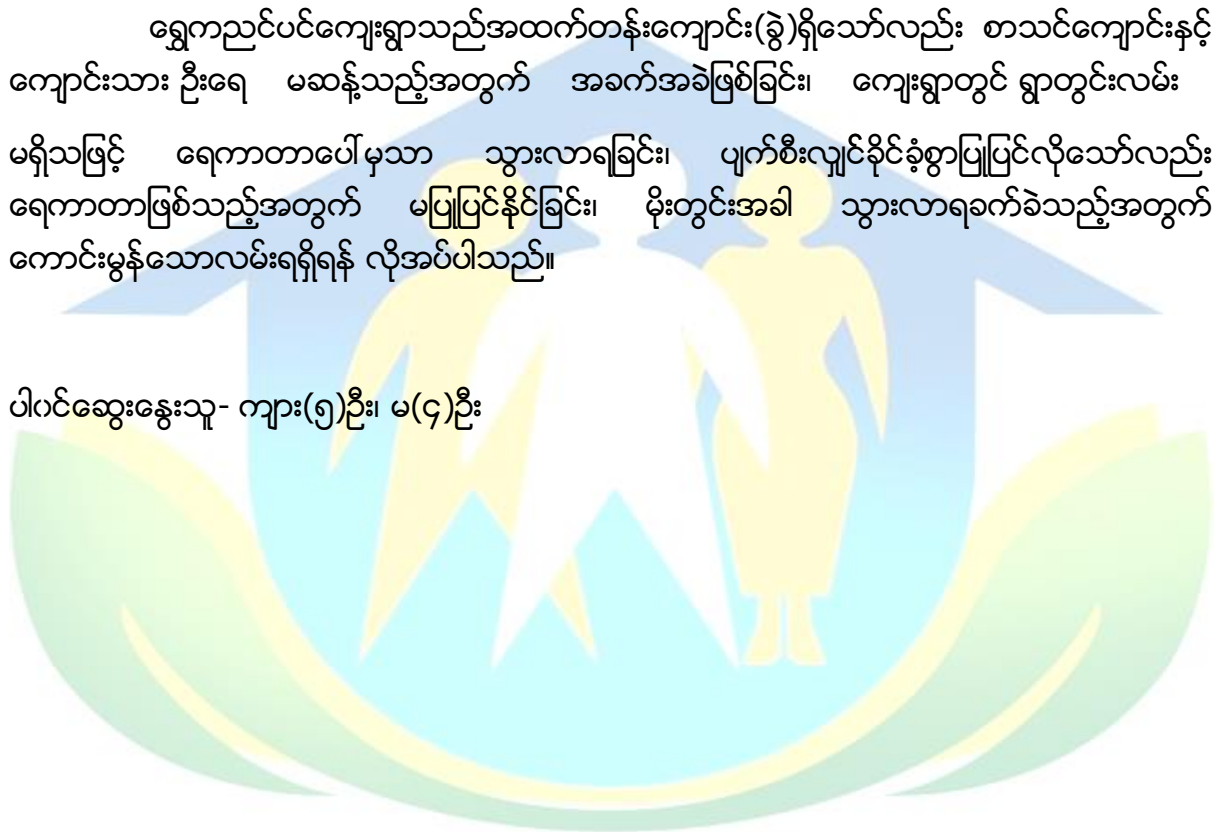 ရွှေကညင်ပင်ကျေးရွာသည်အထက်တန်းကျောင်း(ခွဲ)ရှိသော်လည်း စာသင်ကျောင်းနှင့်
ကျောင်းသား ဦးရေ မဆန့်သည့်အတွက် အခက်အခဲဖြစ်ခြင်း၊ ကျေးရွာတွင် ရွာတွင်းလမ်း
မရှိသဖြင့် ရေကာတာပေါ်မှသာ သွားလာရခြင်း၊ ပျက်စီးလျှင်ခိုင်ခံ့စွာပြုပြင်လိုသော်လည်း
ရေကာတာဖြစ်သည့်အတွက် မပြုပြင်နိုင်ခြင်း၊ မိုးတွင်းအခါ သွားလာရခက်ခဲသည့်အတွက်
ကောင်းမွန်သောလမ်းရရှိရန် လိုအပ်ပါသည်။
ပါဝင်ဆွေးနွေးသူ- ကျား(၅)ဦး၊ မ(၄)ဦး